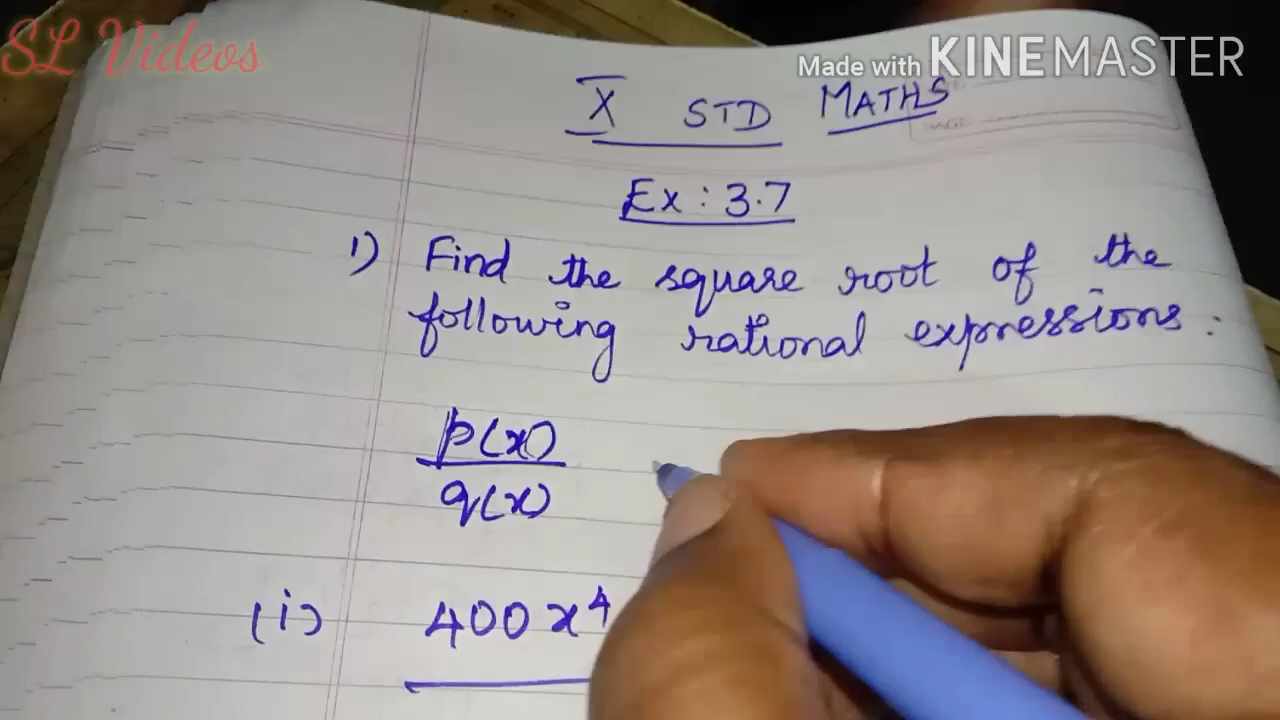 SL Videos
Made with KINEMASTER
X STD MATHS
Ex : 3.7
1) Find the square root of the
following rational expressions :
p(x)
q(x)
(i) 400x⁴